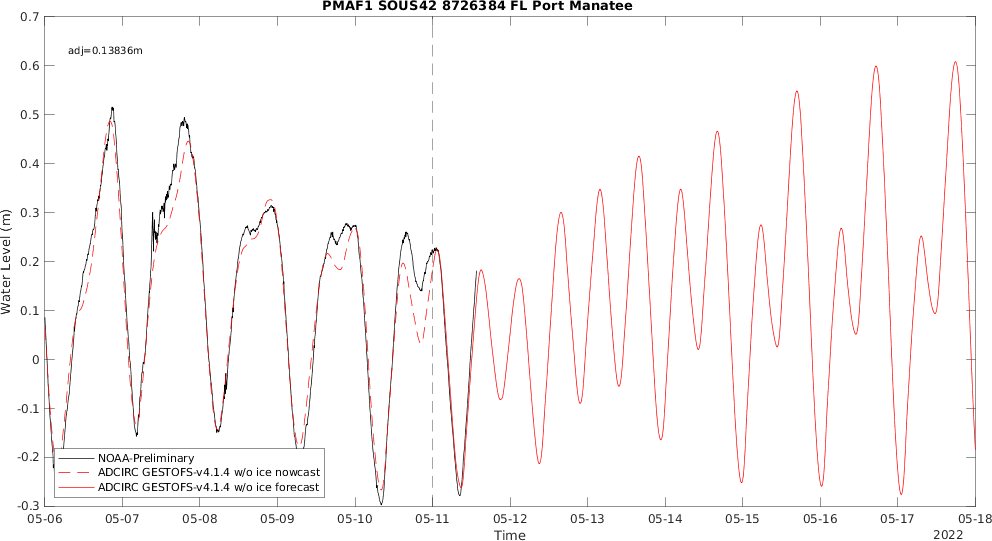 PMAF1 SOUS42 8726384 FL Port Manatee
adj=0.13836m
Water Level (m)
0.7
0.6
0.5
0.4
0.3
0.2
0.1
0
-0.1
-0.2
-0.3
NOAA-Preliminary
ADCIRC GESTOFS-v4.1.4 w/o ice nowcast
ADCIRC GESTOFS-v4.1.4 w/o ice forecast
05-06 05-07 05-08 05-09 05-10 05-11 05-12 05-13 05-14 05-15 05-16 05-17 05-18
Time
2022